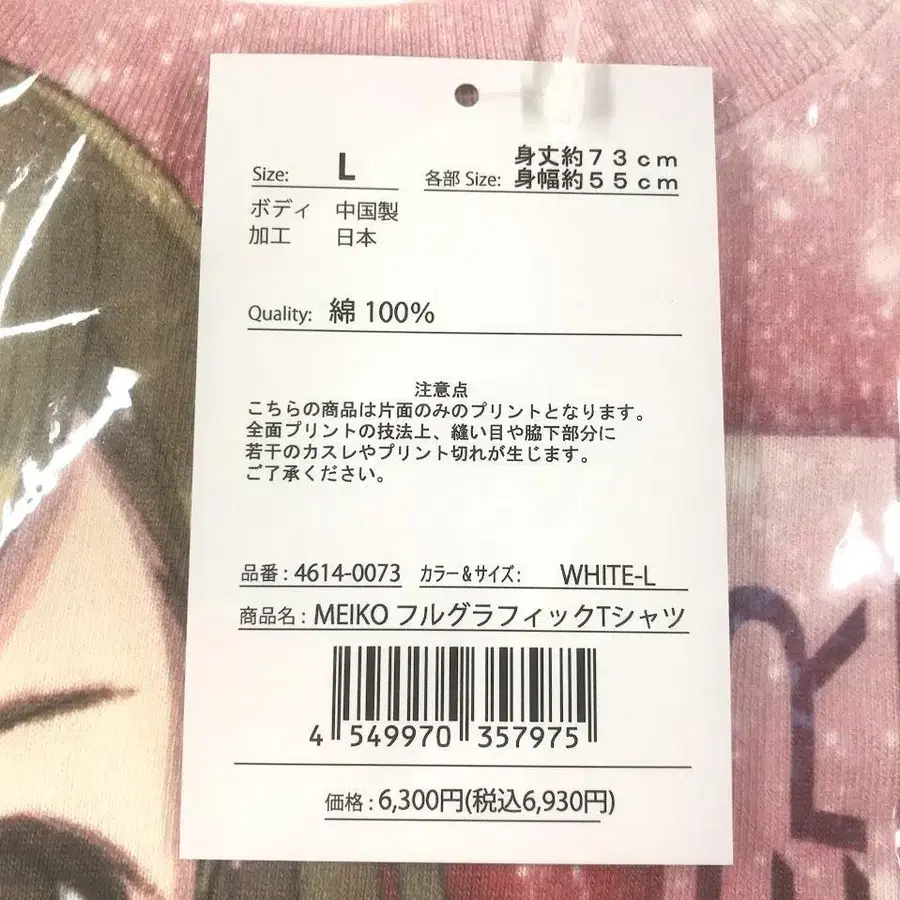 Size: L
各部 Size: 身丈約７３ｃｍ
身幅約５５ｃｍ
ボディ 中国製
加工 日本
Quality: 綿 100%
注意点
こちらの商品は片面のみのプリントとなります。
全面プリントの技法上、縫い目や脇下部分に
若干のカスレやプリント切れが生じます。
ご了承ください。
品番 : 4614-0073 カラー＆サイズ: WHITE-L
商品名 : MEIKO フルグラフィックTシャツ
4 549970 357975
価格 : 6,300円(税込6,930円)